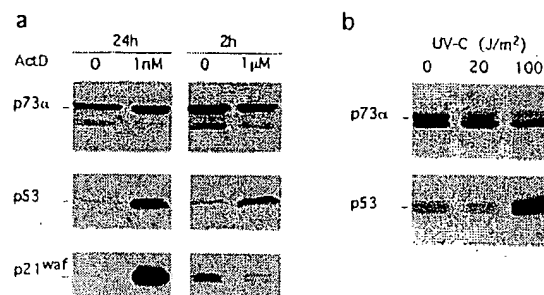 a
24h 2h
ActD 0 1nM 0 1µM
p73α
p53
p21waf
b
UV-C (J/m²)
0 20 100
p73α
p53